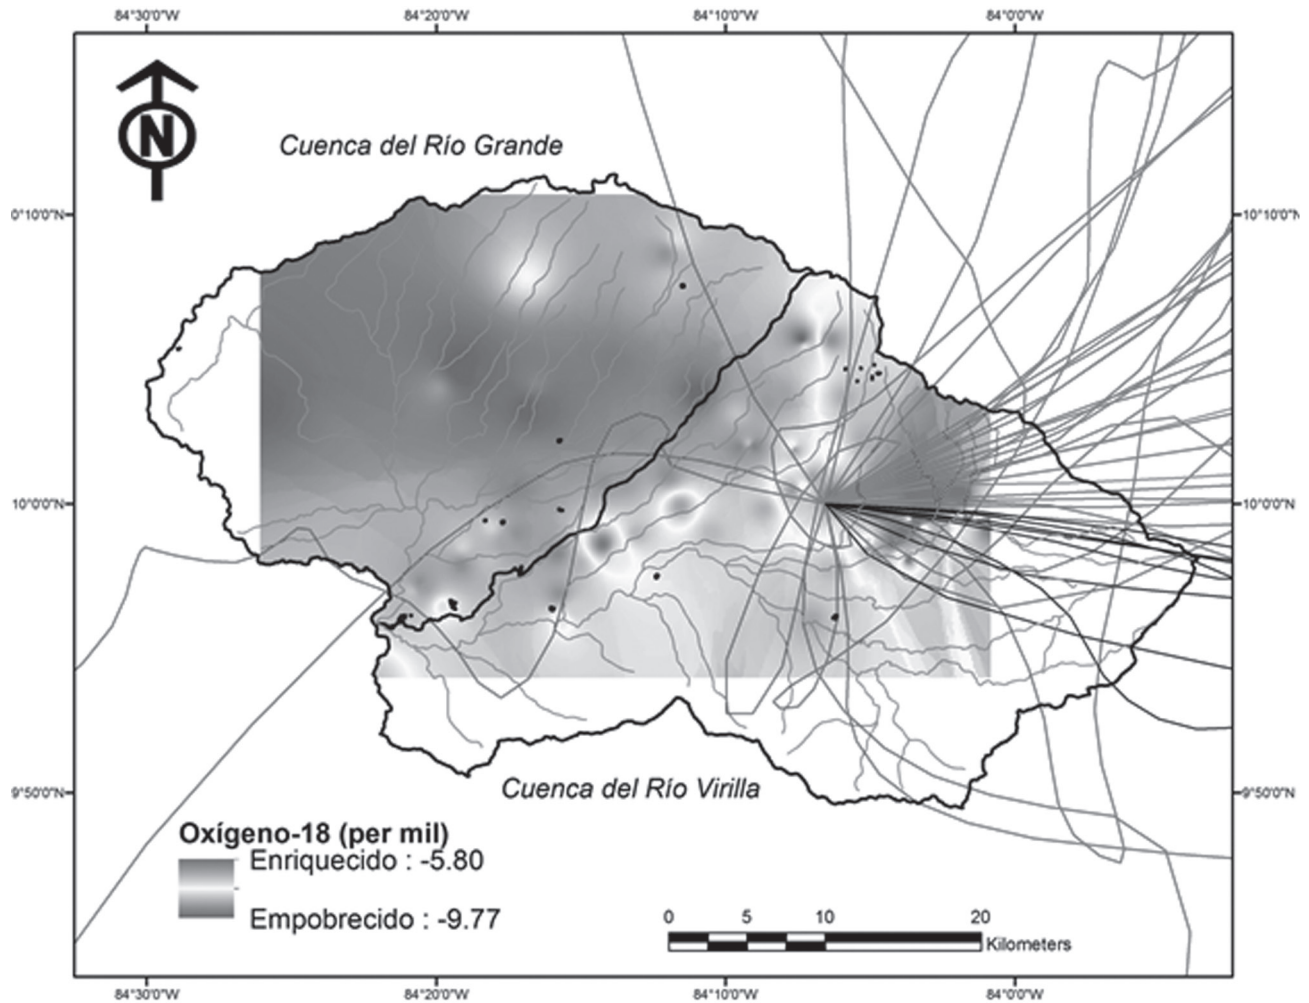 84°30'0"W 84°20'0"W 84°10'0"W 84°0'0"W
N
Cuenca del Río Grande
0°10'0"N 10°10'0"N
10°0'0"N 10°0'0"N
9°50'0"N 9°50'0"N
Cuenca del Río Virilla
Oxígeno-18 (per mil)
Enriquecido : -5.80
Empobrecido : -9.77
0 5 10 20
Kilometers
84°30'0"W 84°20'0"W 84°10'0"W 84°0'0"W